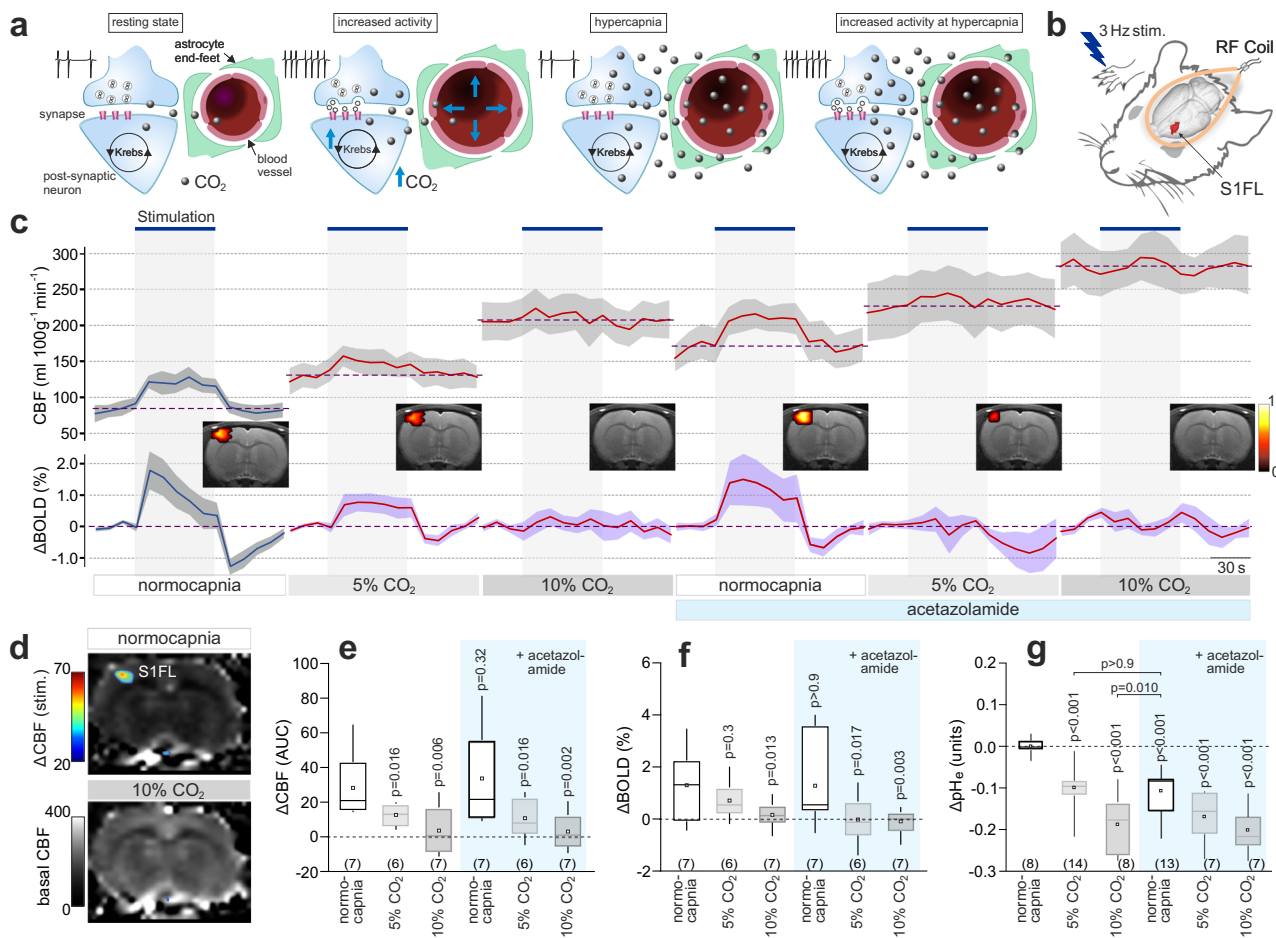 a
resting state
increased activity
hypercapnia
increased activity at hypercapnia
b
astrocyte
end-feet
synapse
Krebs
post-synaptic
neuron
CO2
blood
vessel
Krebs
CO2
Krebs
Krebs
3 Hz stim.
RF Coil
S1FL
c
Stimulation
CBF (ml 100g⁻¹ min⁻¹)
300
250
200
150
100
50
1
0
ΔBOLD (%)
2.0
1.0
0
-1.0
30 s
normocapnia
5% CO2
10% CO2
normocapnia
5% CO2
10% CO2
acetazolamide
d
normocapnia
S1FL
ΔCBF (stim.)
70
20
10% CO2
basal CBF
400
0
e
+ acetazol-
amide
ΔCBF (AUC)
100
80
60
40
20
0
-20
p=0.016
p=0.006
p=0.32
p=0.016
p=0.002
(7)
(6)
(7)
(7)
(6)
(7)
normo-
capnia
5% CO2
10% CO2
normo-
capnia
5% CO2
10% CO2
f
+ acetazol-
amide
ΔBOLD (%)
6
4
2
0
-2
p=0.3
p=0.013
p>0.9
p=0.017
p=0.003
(7)
(6)
(7)
(7)
(6)
(7)
normo-
capnia
5% CO2
10% CO2
normo-
capnia
5% CO2
10% CO2
g
+ acetazol-
amide
ΔpHe (units)
0.2
0.1
0.0
-0.1
-0.2
-0.3
p>0.9
p=0.010
p<0.001
p<0.001
p<0.001
p<0.001
p<0.001
(8)
(14)
(8)
(13)
(7)
(7)
normo-
capnia
5% CO2
10% CO2
normo-
capnia
5% CO2
10% CO2